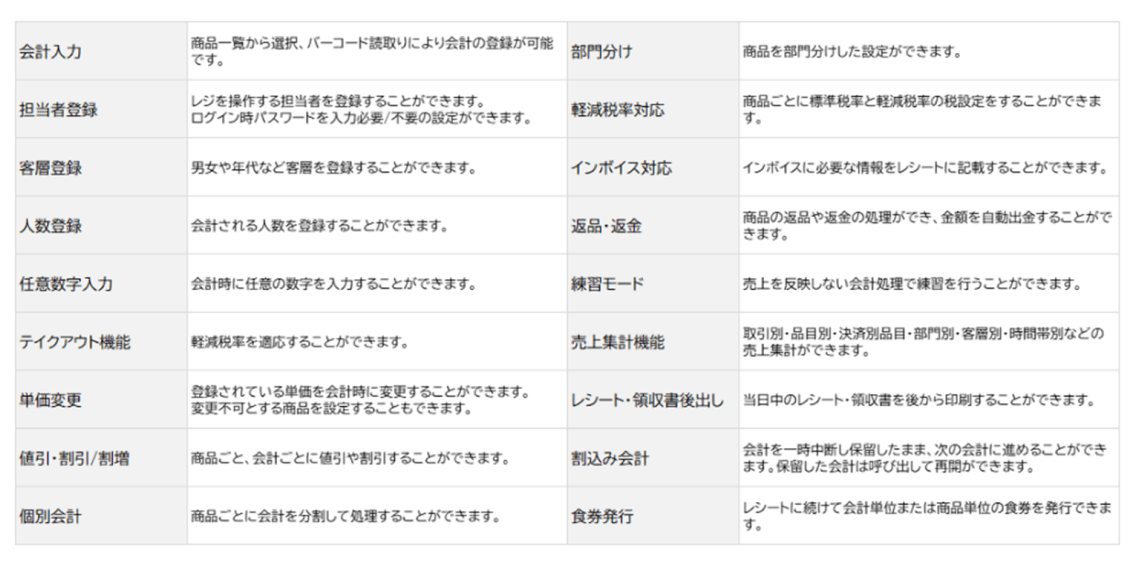 会計入力
商品一覧から選択、バーコード読取りにより会計の登録が可能
です。
部門分け
商品を部門分けした設定ができます。
担当者登録
レジを操作する担当者を登録することができます。
ログイン時パスワードを入力必要/不要の設定ができます。
軽減税率対応
商品ごとに標準税率と軽減税率の税設定をすることができま
す。
客層登録
男女や年代など客層を登録することができます。
インボイス対応
インボイスに必要な情報をレシートに記載することができます。
人数登録
会計される人数を登録することができます。
返品・返金
商品の返品や返金の処理ができ、金額を自動出金することがで
きます。
任意数字入力
会計時に任意の数字を入力することができます。
練習モード
売上を反映しない会計処理で練習を行うことができます。
テイクアウト機能
軽減税率を適応することができます。
売上集計機能
取引別・品目別・決済別品目・部門別・客層別・時間帯別などの
売上集計ができます。
単価変更
登録されている単価を会計時に変更することができます。
変更不可とする商品を設定することもできます。
レシート・領収書後出し
当日中のレシート・領収書を後から印刷することができます。
値引・割引/割増
商品ごと、会計ごとに値引や割引することができます。
割込み会計
会計を一時中断し保留したまま、次の会計に進めることができ
ます。保留した会計は呼び出して再開ができます。
個別会計
商品ごとに会計を分割して処理することができます。
食券発行
レシートに続けて会計単位または商品単位の食券を発行できま
す。